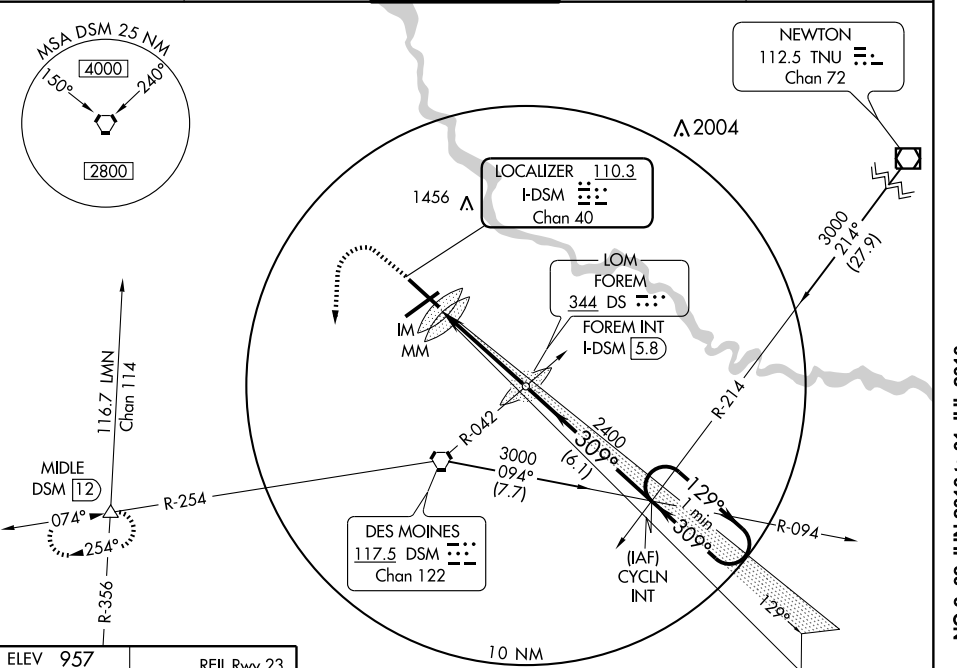 MSA DSM 25 NM
4000
150°
240°
2800
NEWTON
112.5 TNU
Chan 72
2004
LOCALIZER 110.3
I-DSM
Chan 40
1456
3000
214°
(27.9)
LOM
FOREM
344 DS
FOREM INT
I-DSM 5.8
IM
MM
116.7 LMN
Chan 114
R-214
R-042
2400
309°
(6.1)
MIDLE
DSM 12
R-254
3000
094°
(7.7)
074°
254°
129°
1 min
309°
R-094
DES MOINES
117.5 DSM
Chan 122
(IAF)
CYCLN
INT
R-356
129°
10 NM
ELEV 957
REIL Rwy 23